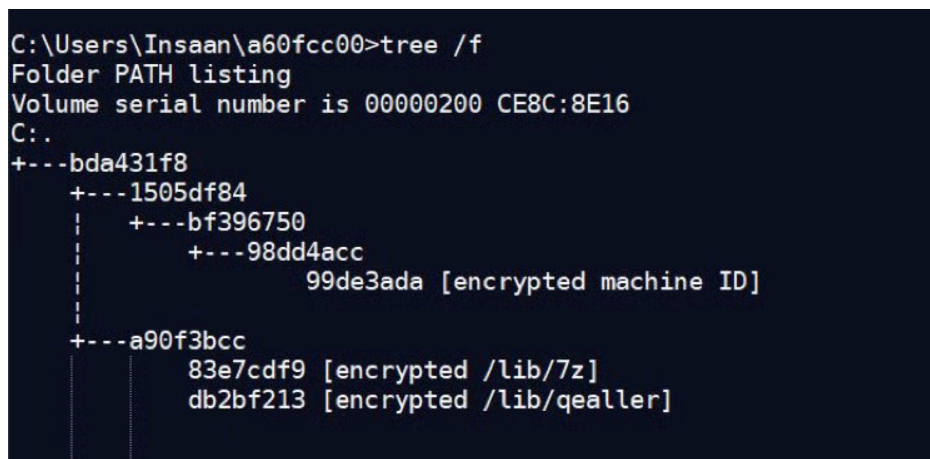 C:\Users\Insaan\a60fcc00>tree /f
Folder PATH listing
Volume serial number is 00000200 CE8C:8E16
C:.
+---bda431f8
    +---1505df84
    ¦   +---bf396750
    ¦       +---98dd4acc
    ¦               99de3ada [encrypted machine ID]
    ¦
    +---a90f3bcc
            83e7cdf9 [encrypted /lib/7z]
            db2bf213 [encrypted /lib/qealler]